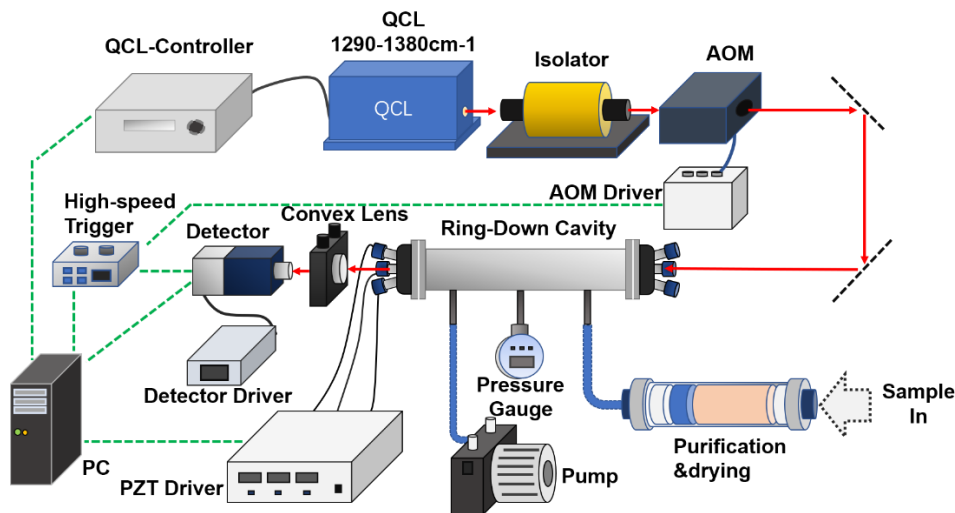 QCL
1290-1380cm-1
QCL-Controller
Isolator
AOM
QCL
AOM Driver
High-speed
Trigger
Detector
Convex Lens
Ring-Down Cavity
Detector Driver
Pressure
Gauge
Sample
In
Purification
&drying
PC
PZT Driver
Pump